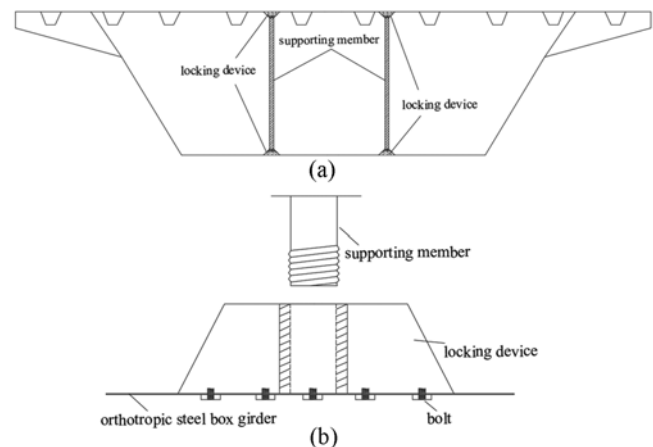 supporting member
locking device
locking device
(a)
supporting member
locking device
orthotropic steel box girder
bolt
(b)